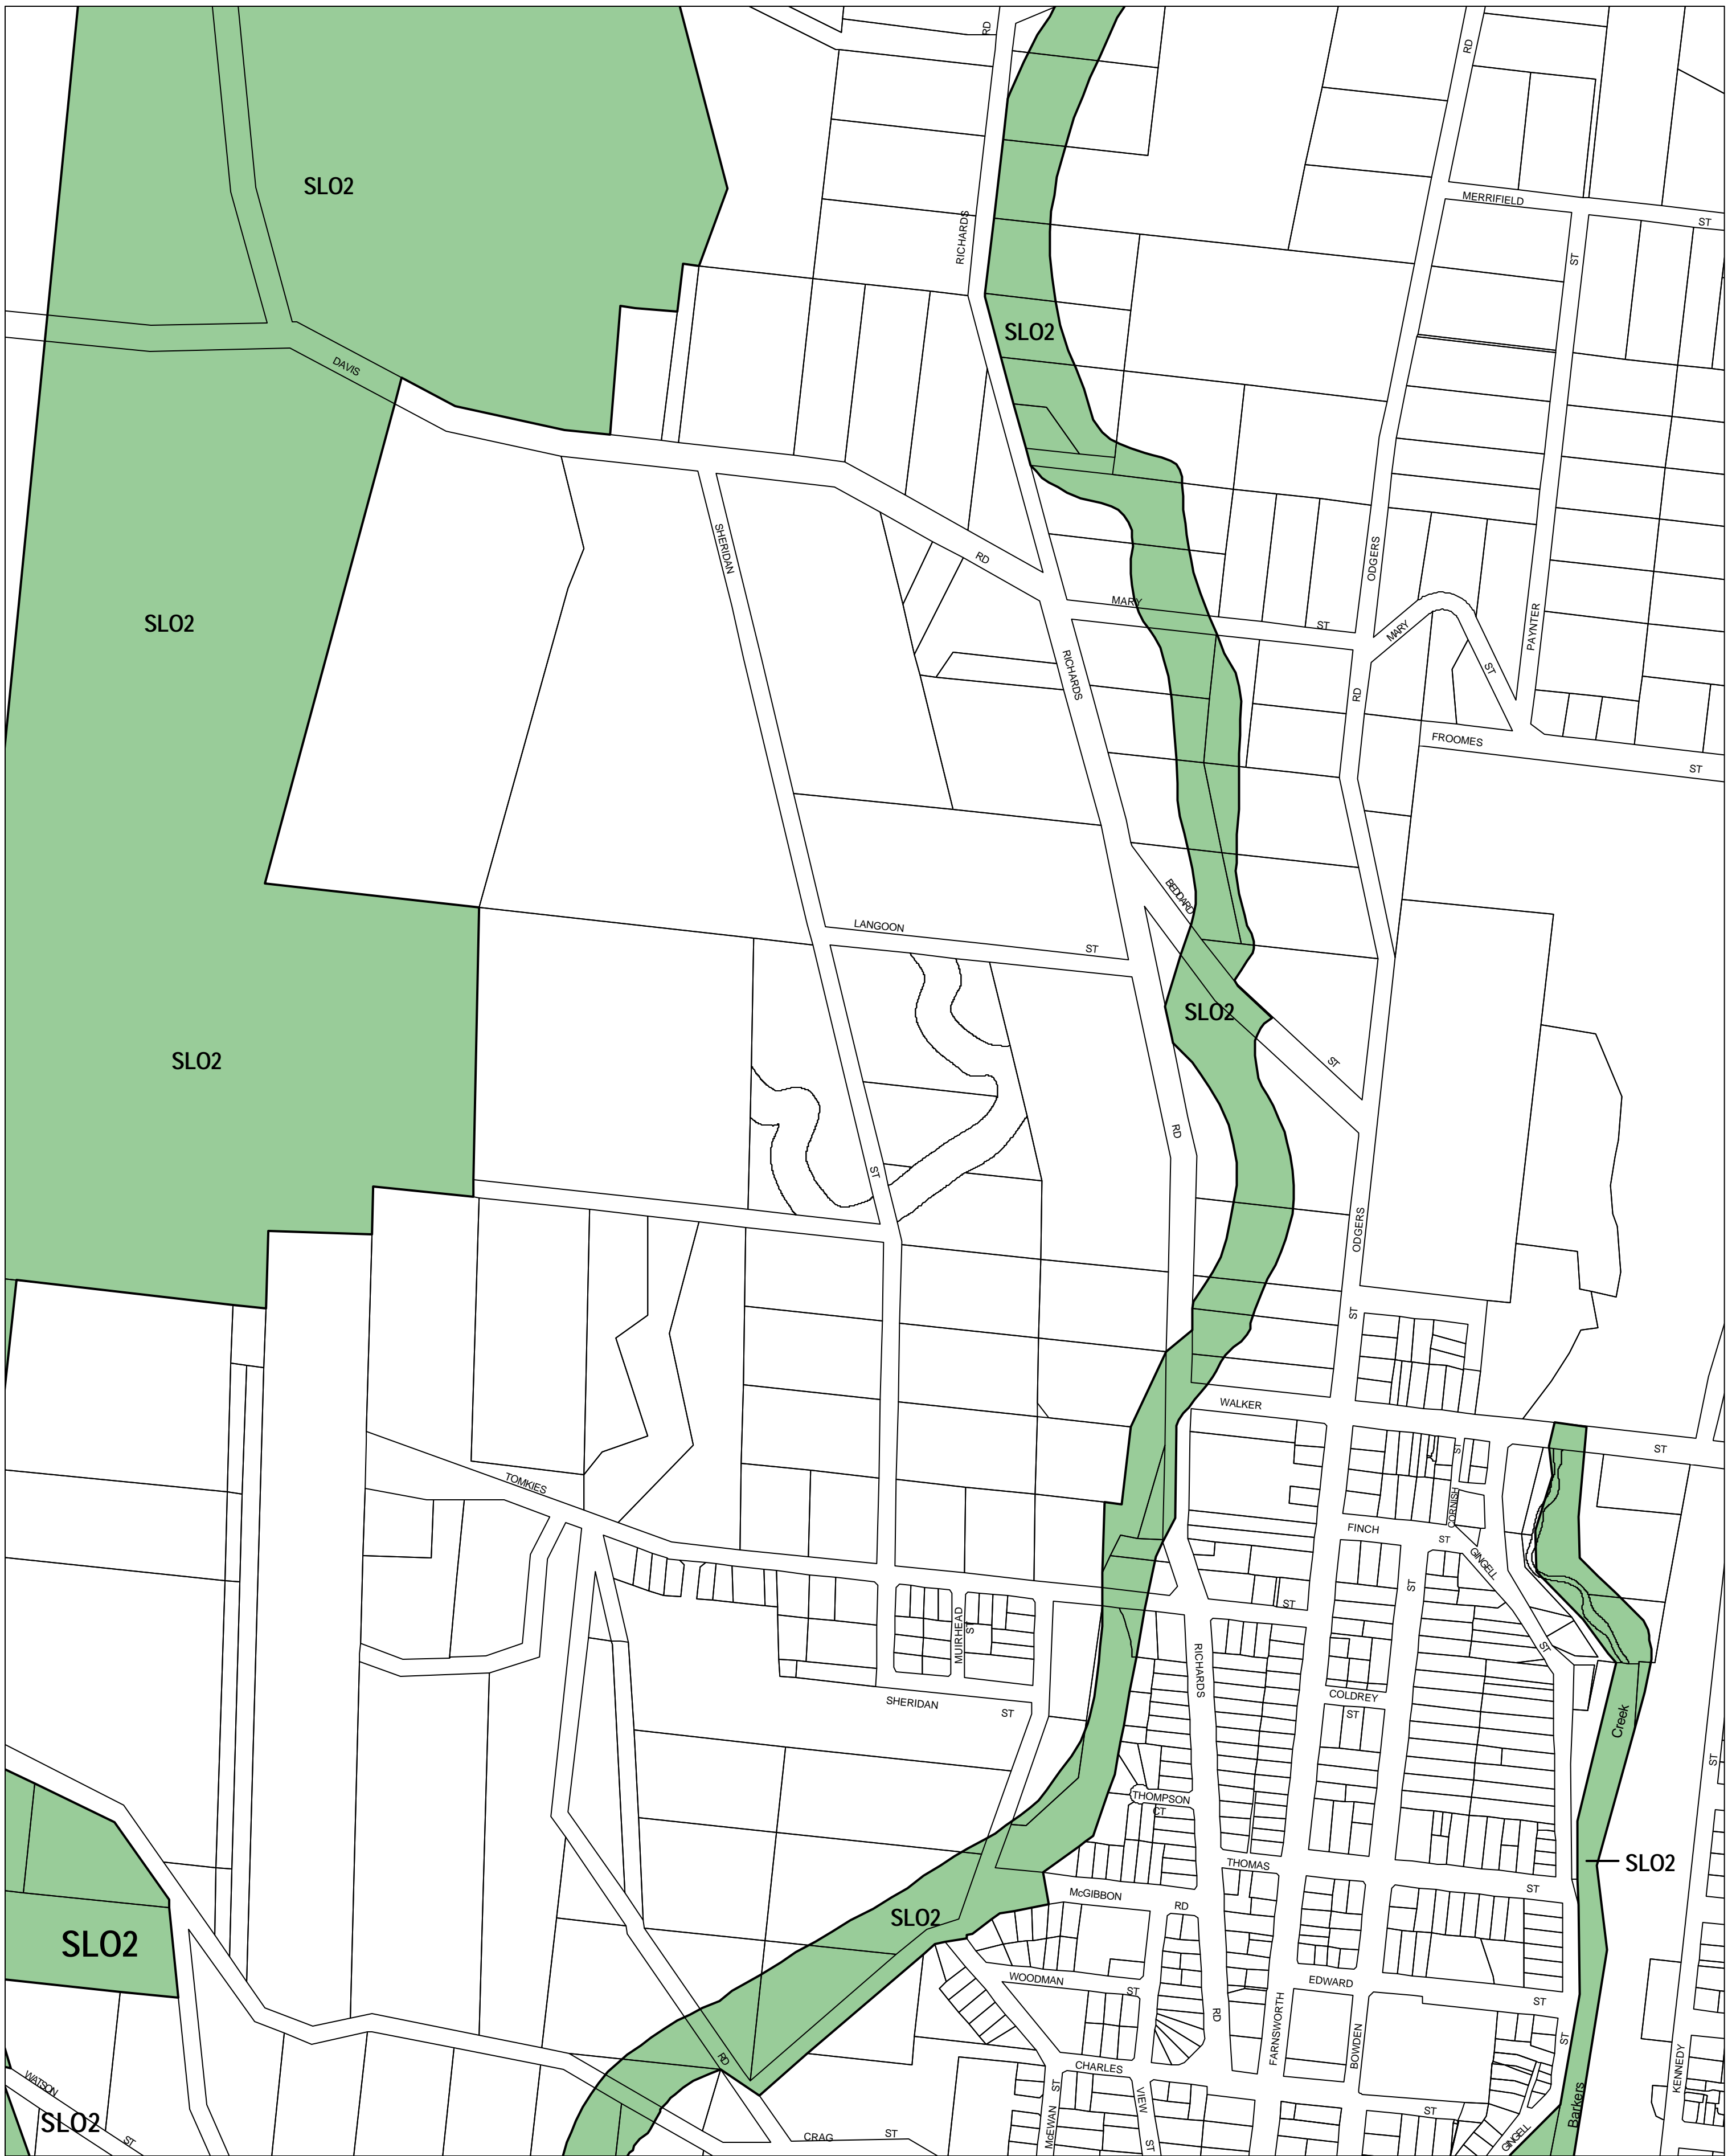 RD
RD
SLO2
MERRIFIELD
ST
RICHARDS
ST
SLO2
DAVIS
SHERIDAN
RD
ODGERS
MARY
ST
MARY
ST
PAYNTER
SLO2
RICHARDS
RD
FROOMES
ST
BEDDARD
LANGOON
ST
SLO2
SLO2
ST
RD
ST
ODGERS
ST
WALKER
ST
ST
TOMKIES
CORNISH
FINCH
ST
GINGELL
ST
ST
MUIRHEAD
ST
ST
RICHARDS
SHERIDAN
ST
COLDREY
ST
Creek
ST
THOMPSON
CT
THOMAS
SLO2
ST
McGIBBON
RD
SLO2
SLO2
WOODMAN
ST
EDWARD
ST
RD
FARNSWORTH
BOWDEN
ST
KENNEDY
RD
CHARLES
WATSON
ST
SLO2
ST
McEWAN
ST
VIEW
ST
ST
GINGELL
Barkers
CRAG
ST